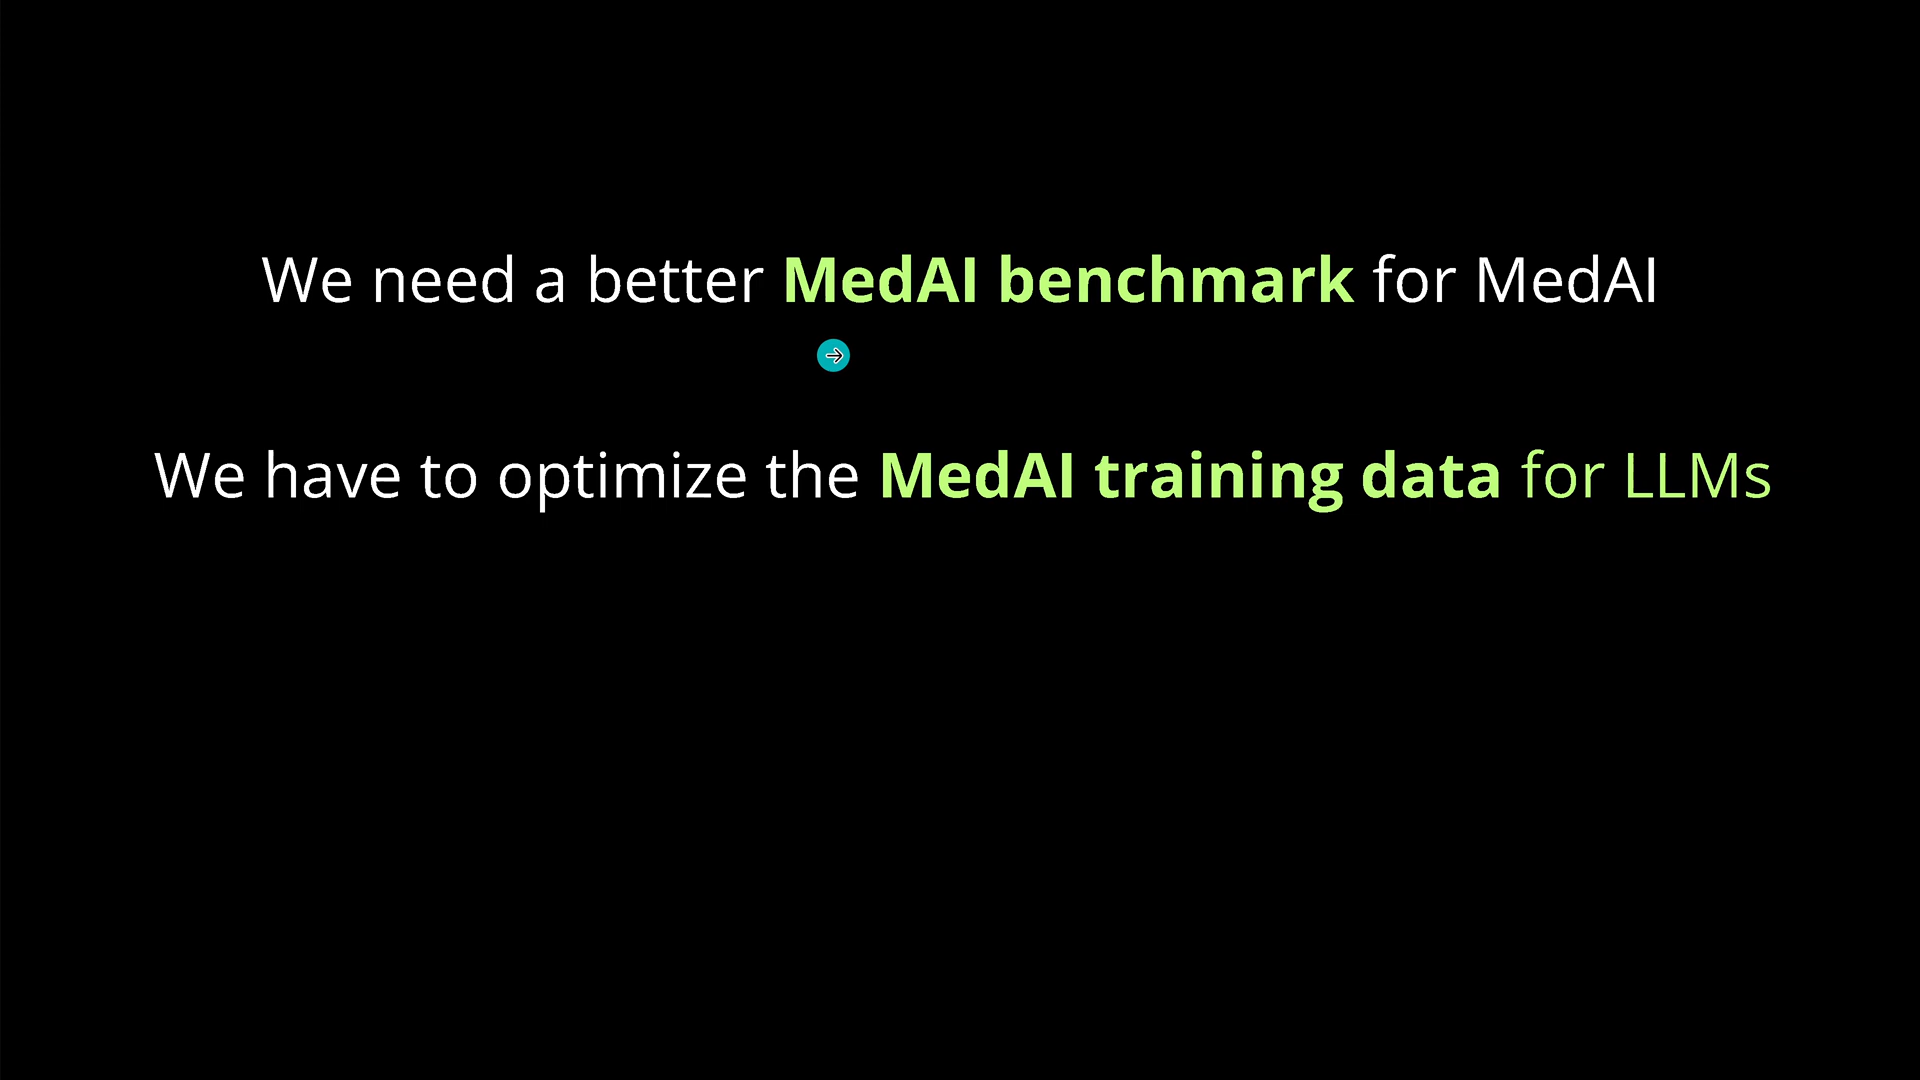 We need a better MedAI benchmark for MedAI
We have to optimize the MedAI training data for LLMs